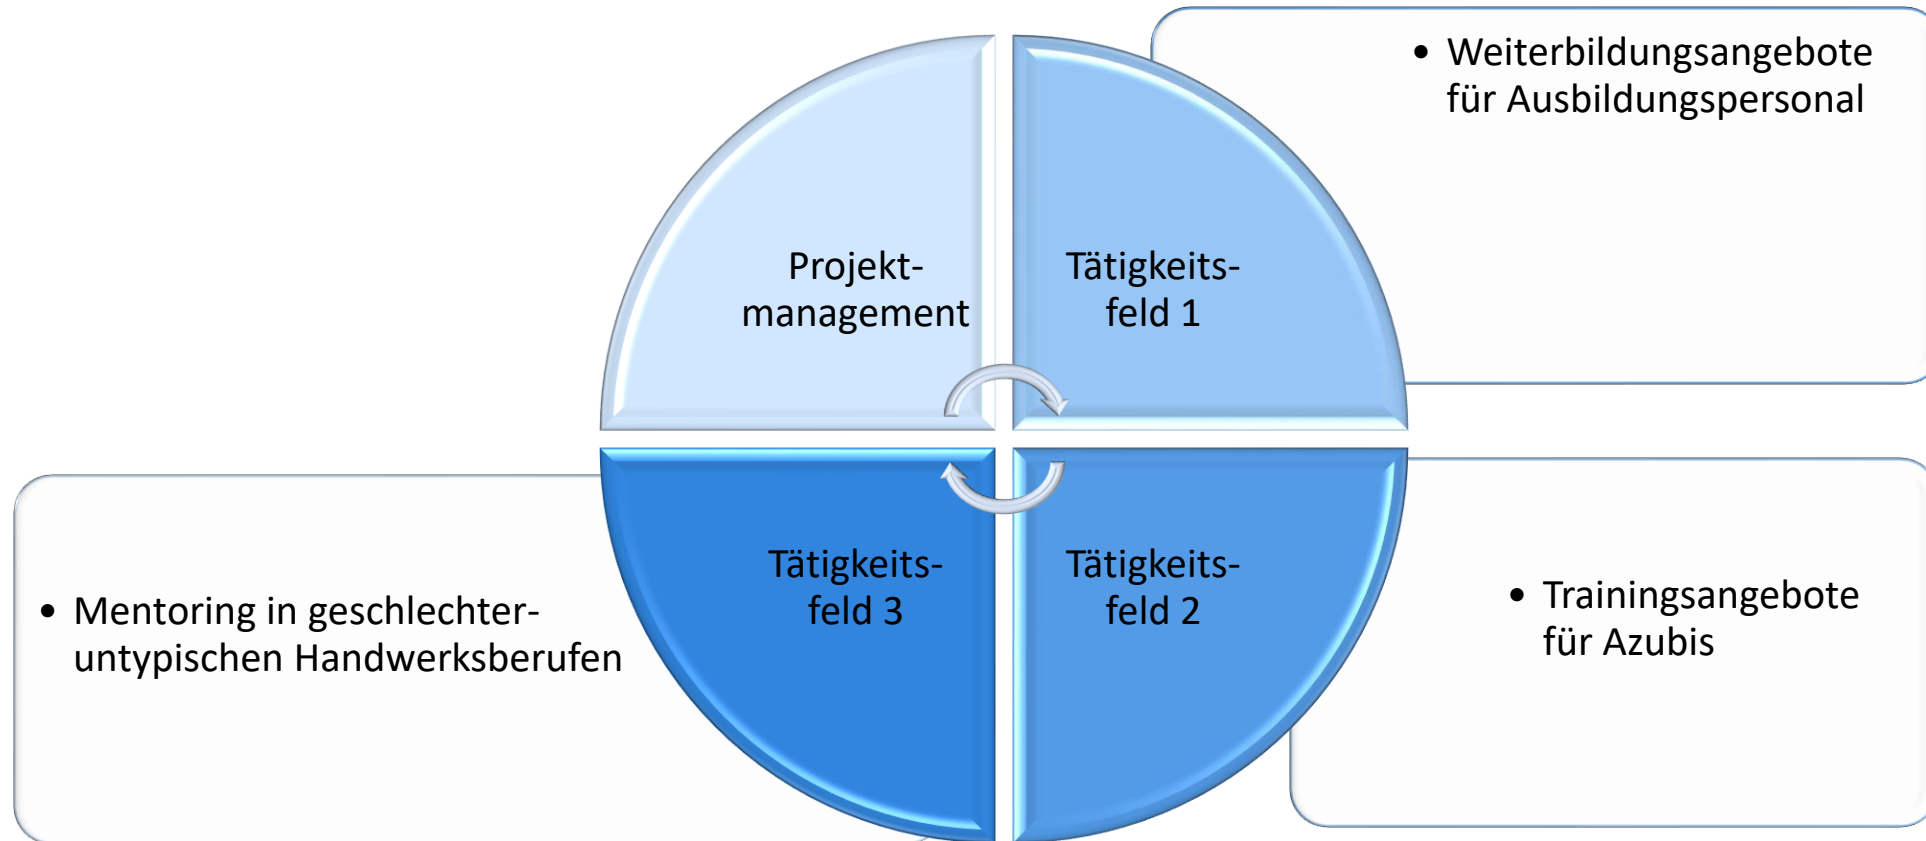 • Weiterbildungsangebote
für Ausbildungspersonal
Projekt-
management
Tätigkeits-
feld 1
Tätigkeits-
feld 3
Tätigkeits-
feld 2
• Mentoring in geschlechter-
untypischen Handwerksberufen
• Trainingsangebote
für Azubis